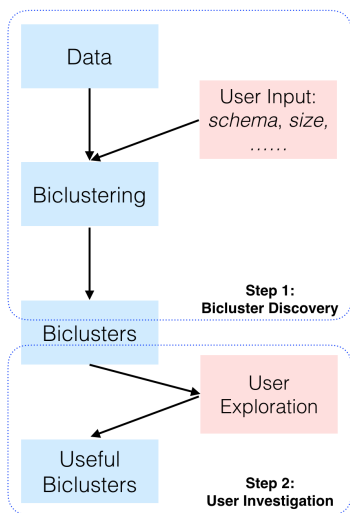 Data
User Input:
schema, size,
......
Biclustering
Step 1:
Bicluster Discovery
Biclusters
User
Exploration
Useful
Biclusters
Step 2:
User Investigation